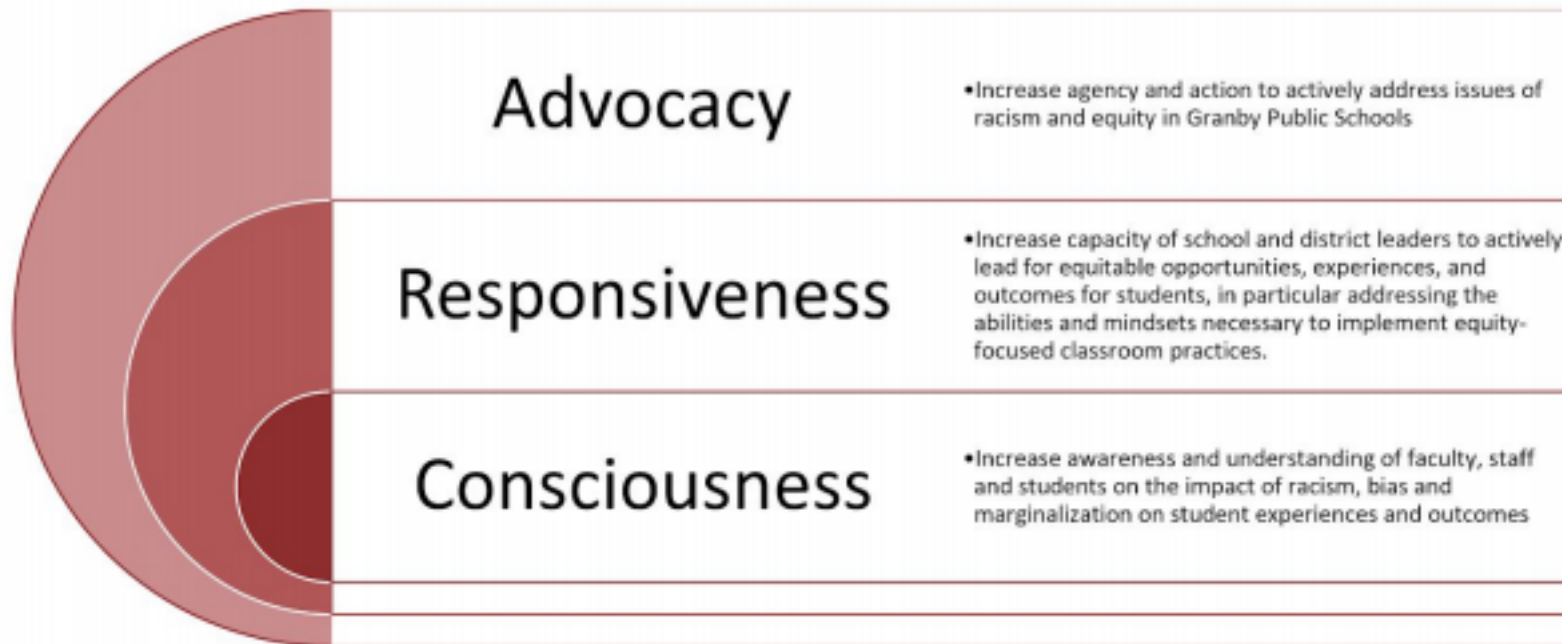 Advocacy
•Increase agency and action to actively address issues of
racism and equity in Granby Public Schools
Responsiveness
•Increase capacity of school and district leaders to actively
lead for equitable opportunities, experiences, and
outcomes for students, in particular addressing the
abilities and mindsets necessary to implement equity-
focused classroom practices.
Consciousness
•Increase awareness and understanding of faculty, staff
and students on the impact of racism, bias and
marginalization on student experiences and outcomes